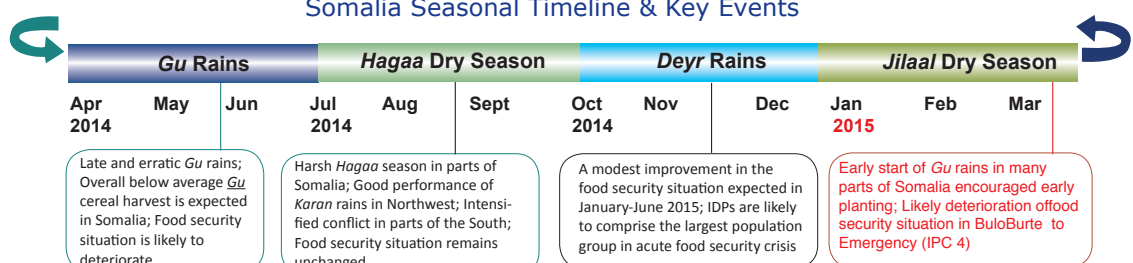 Somalia Seasonal Timeline & Key Events
Gu Rains
Hagaa Dry Season
Deyr Rains
Jilaal Dry Season
Apr
2014
May
Jun
Jul
2014
Aug
Sept
Oct
2014
Nov
Dec
Jan
2015
Feb
Mar
Late and erratic Gu rains;
Overall below average Gu
cereal harvest is expected
in Somalia; Food security
situation is likely to
deteriorate
Harsh Hagaa season in parts of
Somalia; Good performance of
Karan rains in Northwest; Intensi-
fied conflict in parts of the South;
Food security situation remains
unchanged
A modest improvement in the
food security situation expected in
January-June 2015; IDPs are likely
to comprise the largest population
group in acute food security crisis
Early start of Gu rains in many
parts of Somalia encouraged early
planting; Likely deterioration offood
security situation in BuloBurte to
Emergency (IPC 4)